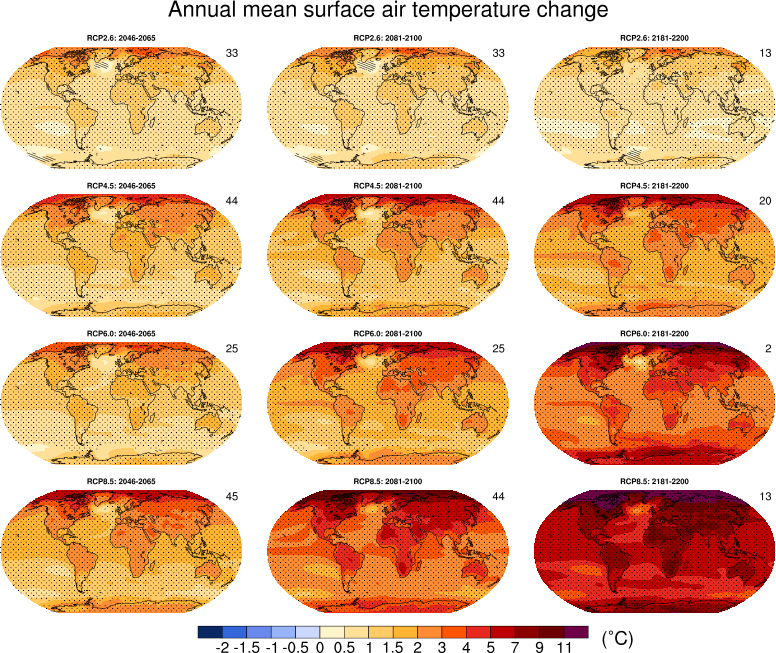 Annual mean surface air temperature change
RCP2.6: 2046-2065 33 RCP2.6: 2081-2100 33 RCP2.6: 2181-2200 13
RCP4.5: 2046-2065 44 RCP4.5: 2081-2100 44 RCP4.5: 2181-2200 20
RCP6.0: 2046-2065 25 RCP6.0: 2081-2100 25 RCP6.0: 2181-2200 2
RCP8.5: 2046-2065 45 RCP8.5: 2081-2100 44 RCP8.5: 2181-2200 13
-2 -1.5 -1 -0.5 0 0.5 1 1.5 2 3 4 5 7 9 11 (°C)